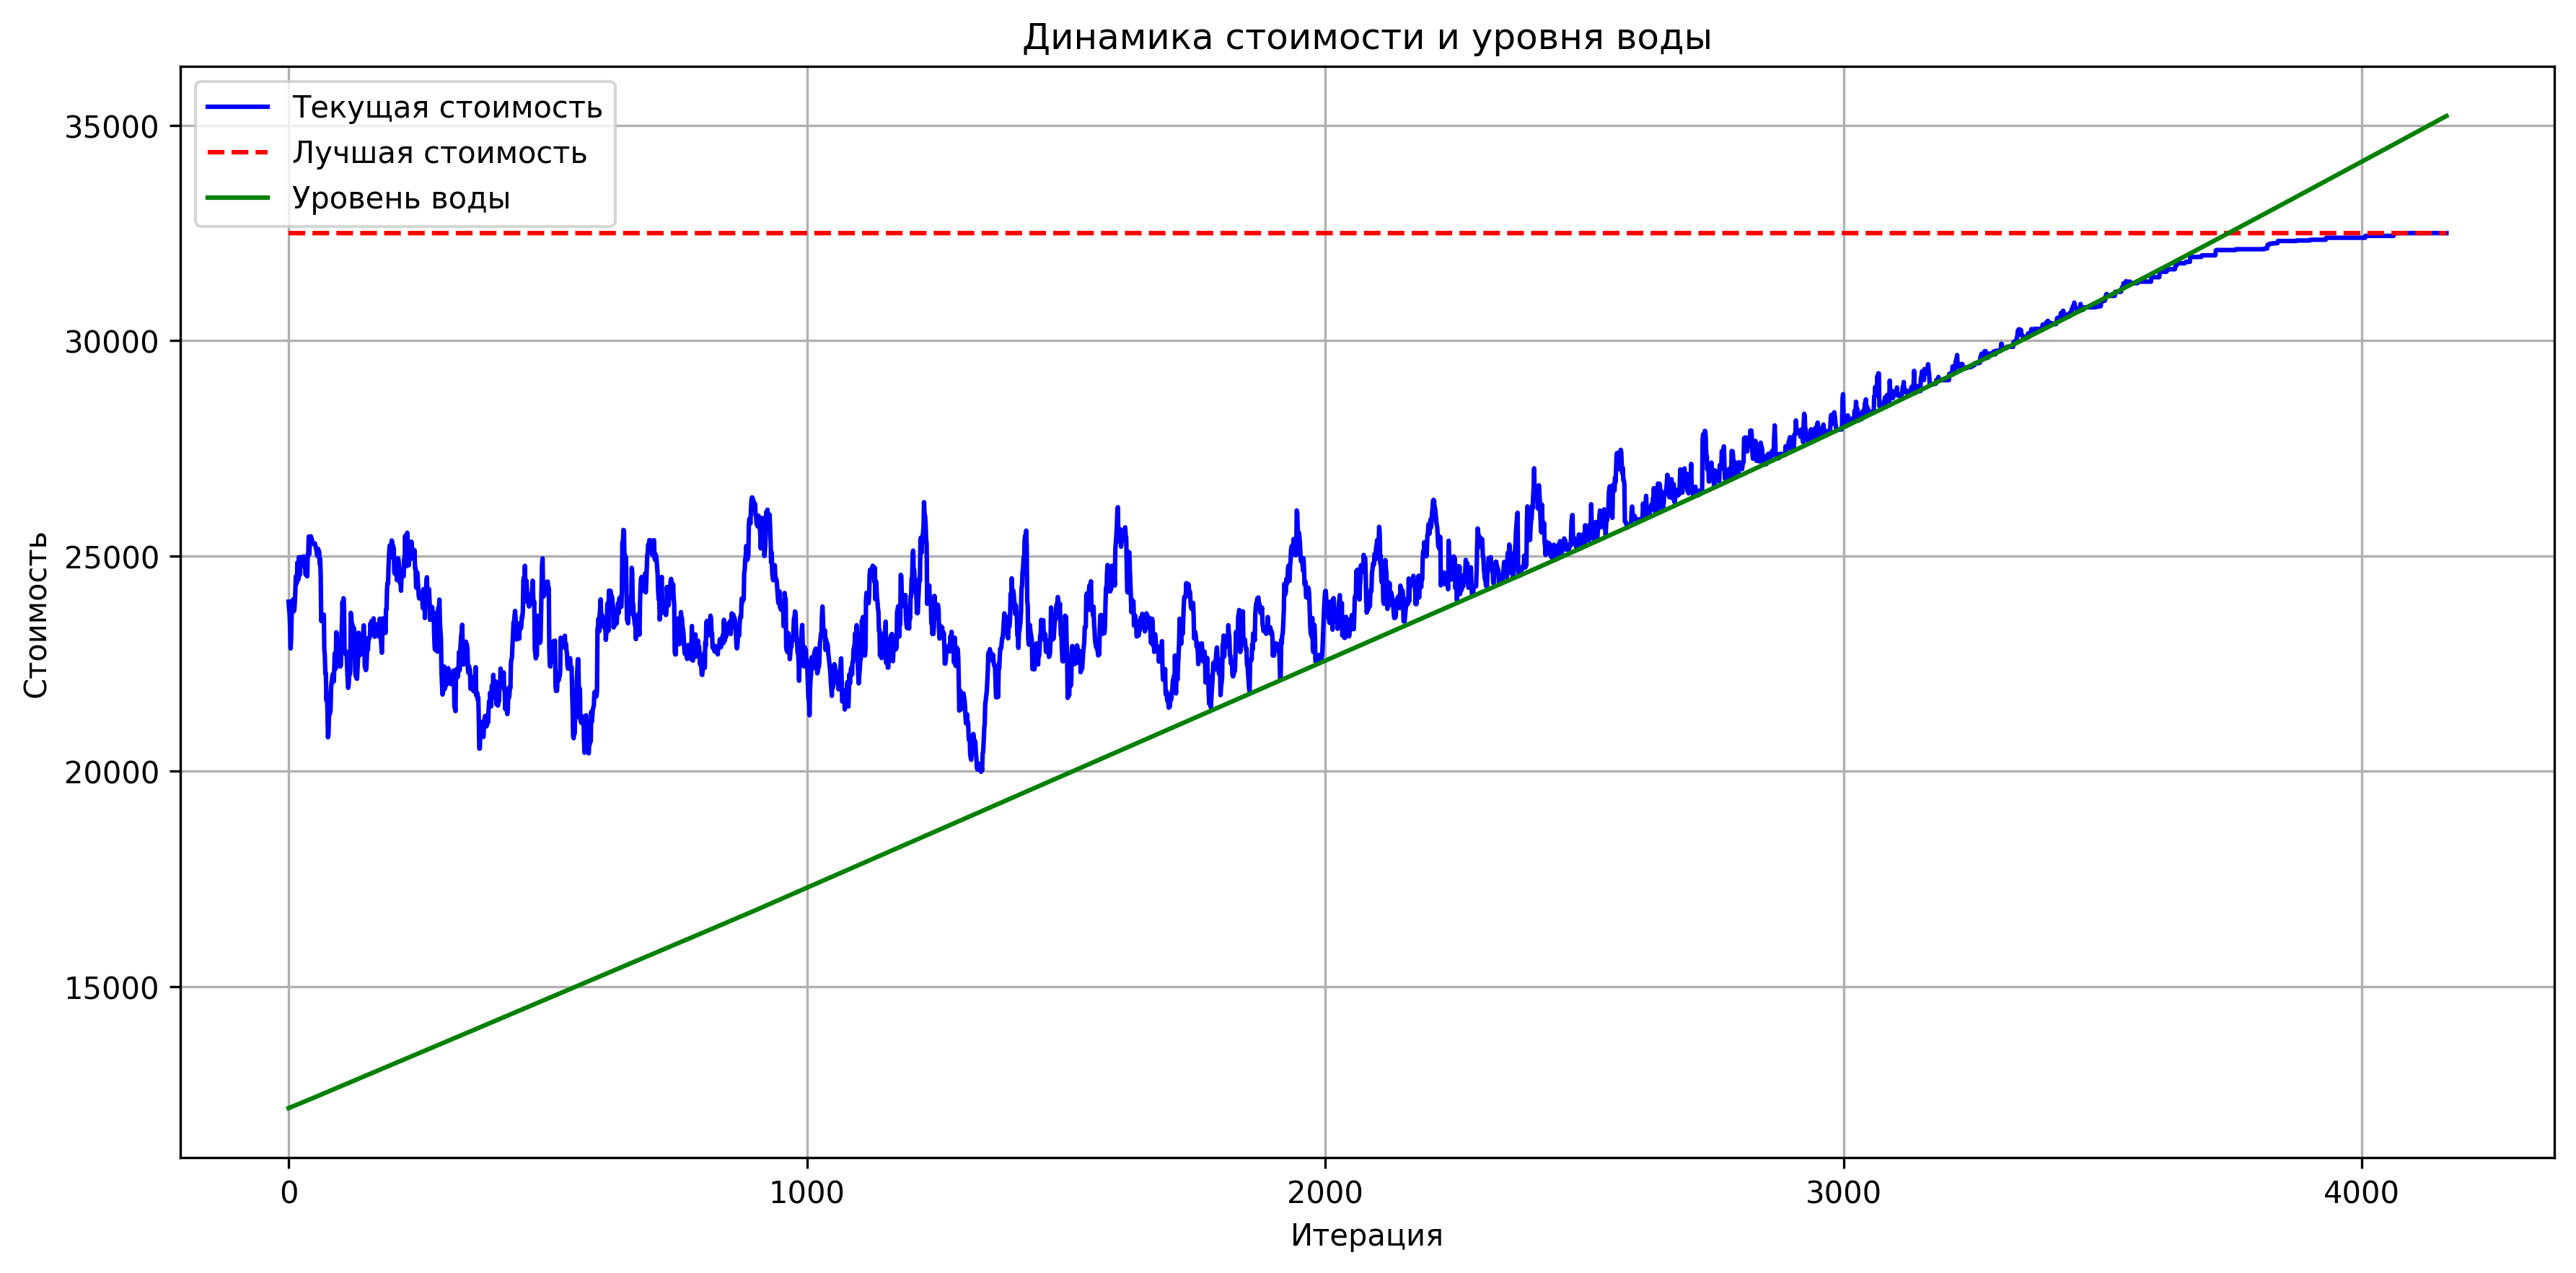 Динамика стоимости и уровня воды
Текущая стоимость
Лучшая стоимость
Уровень воды
Стоимость
35000
30000
25000
20000
15000
0 1000 2000 3000 4000
Итерация